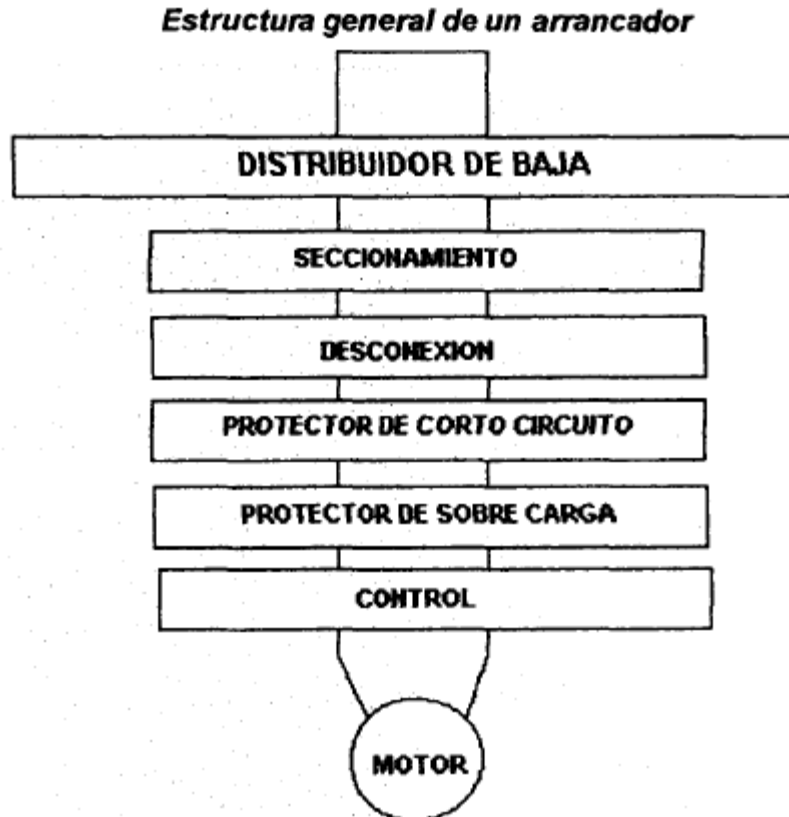 Estructura general de un arrancador
DISTRIBUIDOR DE BAJA
SECCIONAMIENTO
DESCONEXION
PROTECTOR DE CORTO CIRCUITO
PROTECTOR DE SOBRE CARGA
CONTROL
MOTOR